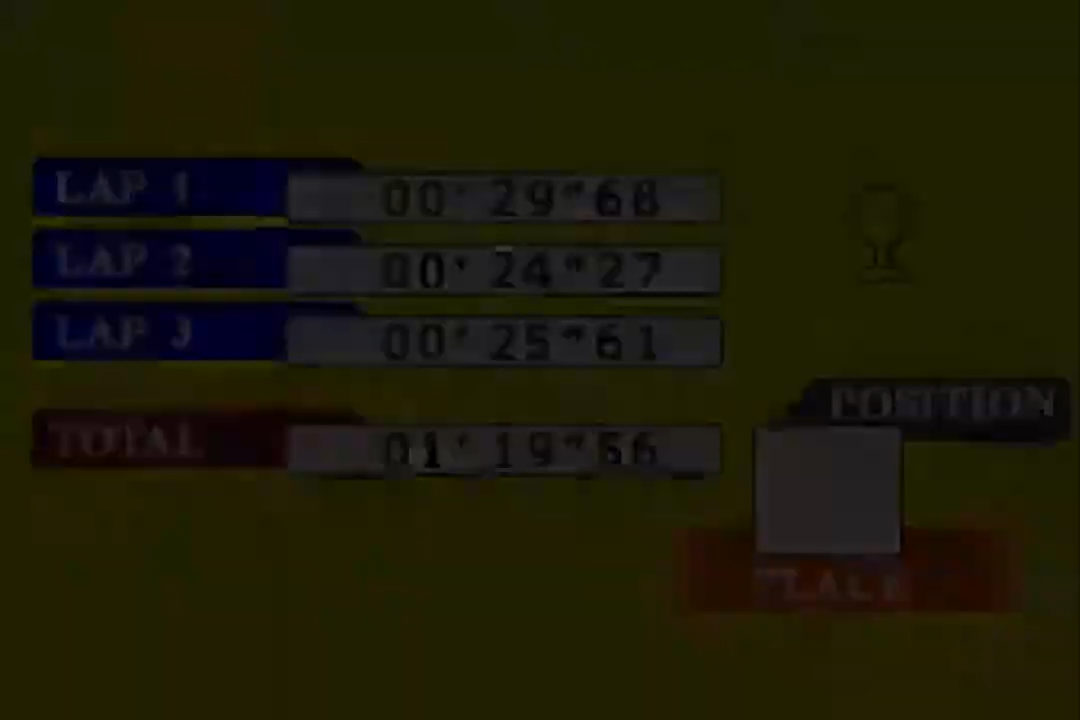 LAP 1 00' 29"68
LAP 2 00' 24"27
LAP 3 00' 25"61
TOTAL 01' 19"56
POSITION
PLACE